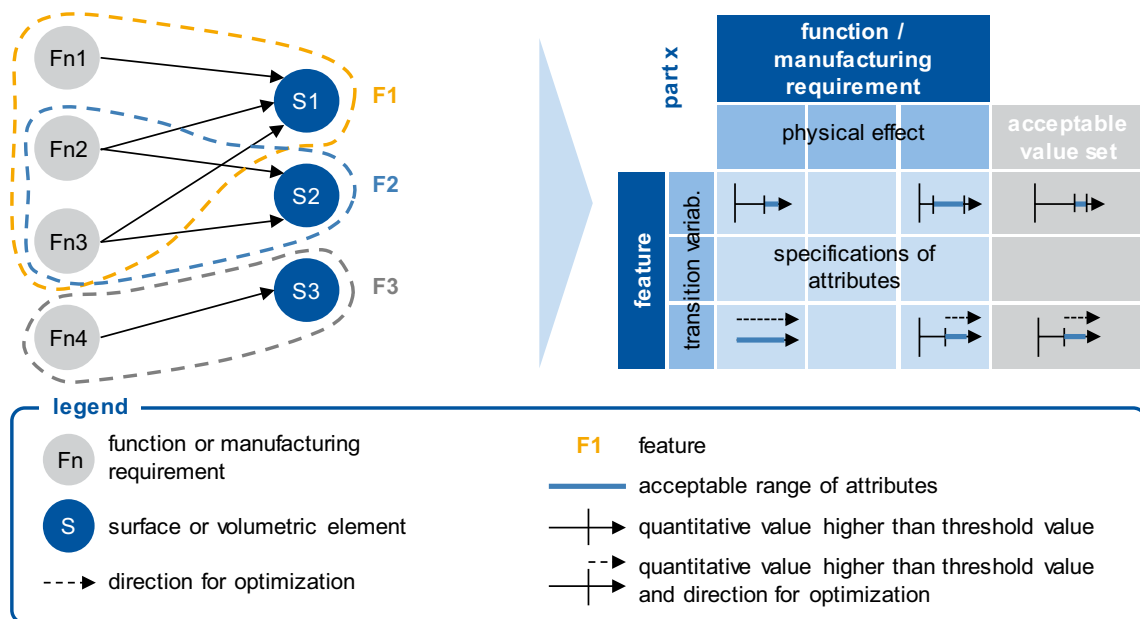 Fn1
Fn2
Fn3
Fn4
S1
S2
S3
F1
F2
F3
part x
function /
manufacturing
requirement
physical effect
acceptable
value set
feature
transition variab.
specifications of
attributes
legend
Fn
function or manufacturing
requirement
S
surface or volumetric element
direction for optimization
F1
feature
acceptable range of attributes
quantitative value higher than threshold value
quantitative value higher than threshold value
and direction for optimization